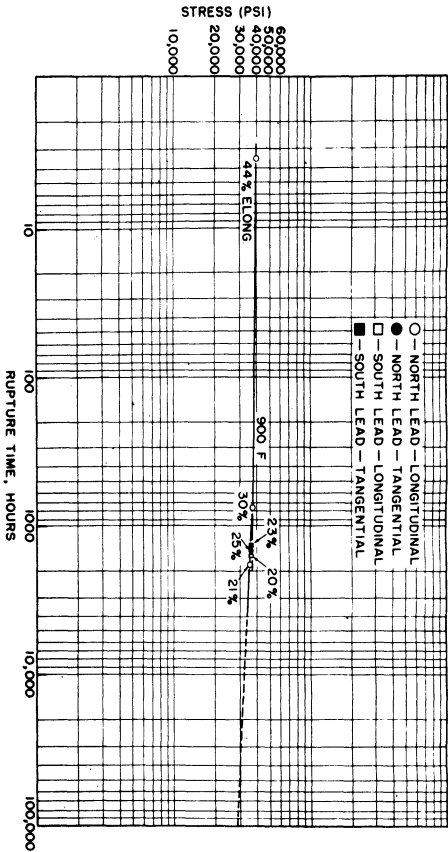 ○ — NORTH LEAD — LONGITUDINAL
● — NORTH LEAD — TANGENTIAL
□ — SOUTH LEAD — LONGITUDINAL
■ — SOUTH LEAD — TANGENTIAL
STRESS (PSI)
60,000
50,000
40,000
30,000
20,000
10,000
44% ELONG
900 F
30%
23%
25%
20%
21%
10
100
1000
10,000
100,000
RUPTURE TIME, HOURS